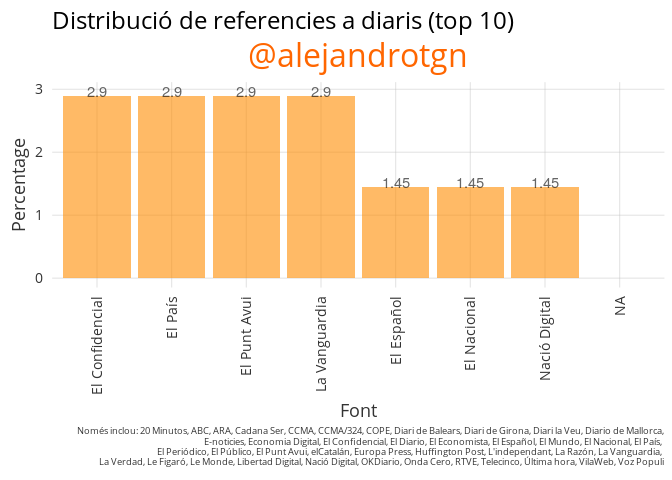 Distribució de referencies a diaris (top 10)
@alejandrotgn
3
2
1
0
Percentage
2.9
2.9
2.9
2.9
1.45
1.45
1.45
El Confidencial
El País
El Punt Avui
La Vanguardia
El Español
El Nacional
Nació Digital
NA
Font
Només inclou: 20 Minutos, ABC, ARA, Cadana Ser, CCMA, CCMA/324, COPE, Diari de Balears, Diari de Girona, Diari la Veu, Diario de Mallorca,
E-noticies, Economia Digital, El Confidencial, El Diario, El Economista, El Español, El Mundo, El Nacional, El País,
El Periódico, El Público, El Punt Avui, elCatalán, Europa Press, Huffington Post, L'independant, La Razón, La Vanguardia,
La Verdad, Le Figaró, Le Monde, Libertad Digital, Nació Digital, OKDiario, Onda Cero, RTVE, Telecinco, Última hora, VilaWeb, Voz Populi